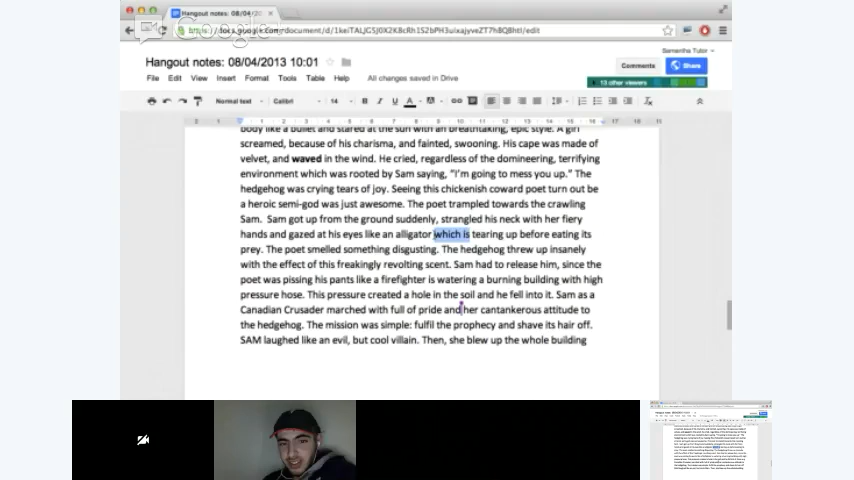 Hangout notes: 08/04/2013
Hangout notes: 08/04/2013 10:01
Samantha Tutor
Comments
Share
File Edit View Insert Format Tools Table Help All changes saved in Drive
13 other viewers
Normal text Calibri 14 B I U A
body like a bullet and stared at the sun with an breathtaking, epic style. A girl
screamed, because of his charisma, and fainted, swooning. His cape was made of
velvet, and waved in the wind. He cried, regardless of the domineering, terrifying
environment which was rooted by Sam saying, "I'm going to mess you up." The
hedgehog was crying tears of joy. Seeing this chickenish coward poet turn out be
a heroic semi-god was just awesome. The poet trampled towards the crawling
Sam. Sam got up from the ground suddenly, strangled his neck with her fiery
hands and gazed at his eyes like an alligator which is tearing up before eating its
prey. The poet smelled something disgusting. The hedgehog threw up insanely
with the effect of this freakingly revolting scent. Sam had to release him, since the
poet was pissing his pants like a firefighter is watering a burning building with high
pressure hose. This pressure created a hole in the soil and he fell into it. Sam as a
Canadian Crusader marched with full of pride and her cantankerous attitude to
the hedgehog. The mission was simple: fulfil the prophecy and shave its hair off.
SAM laughed like an evil, but cool villain. Then, she blew up the whole building